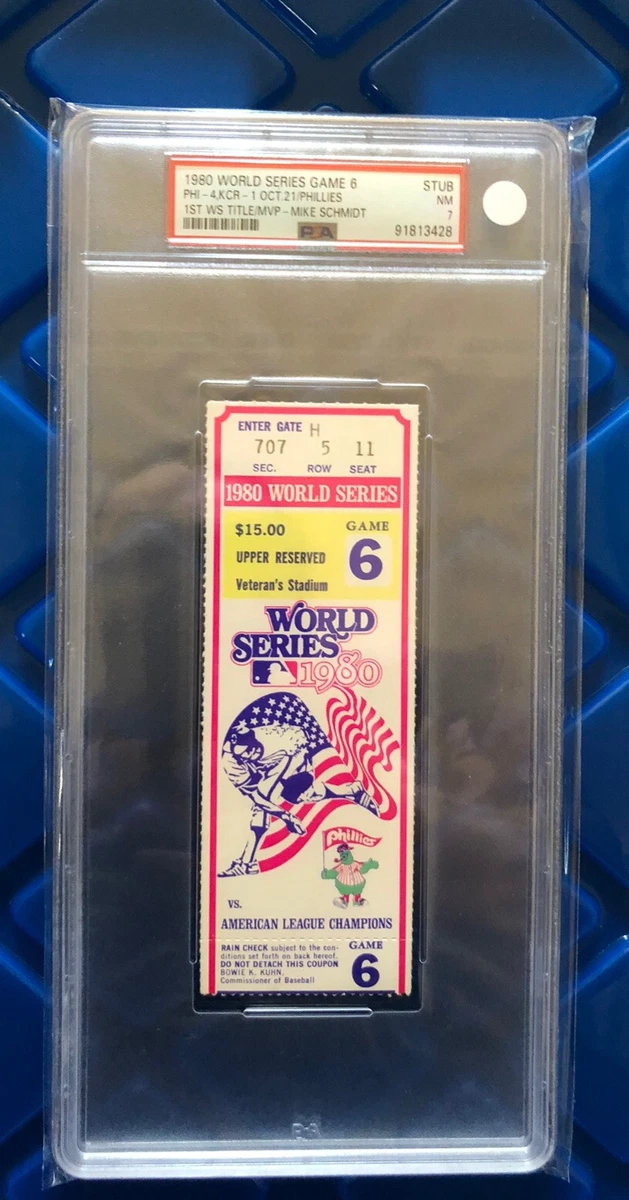 1980 WORLD SERIES GAME 6 STUB
PHI-4,KCR-1 OCT.21/PHILLIES NM
1ST WS TITLE/MVP-MIKE SCHMIDT 7
PSA 91813428
ENTER GATE H
707 5 11
SEC. ROW SEAT
1980 WORLD SERIES
$15.00 GAME
UPPER RESERVED 6
Veteran's Stadium
WORLD
SERIES
1980
Phillies
VS.
AMERICAN LEAGUE CHAMPIONS
RAIN CHECK subject to the con-
ditions set forth on back hereof.
DO NOT DETACH THIS COUPON
BOWIE K. KUHN,
Commissioner of Baseball
GAME
6